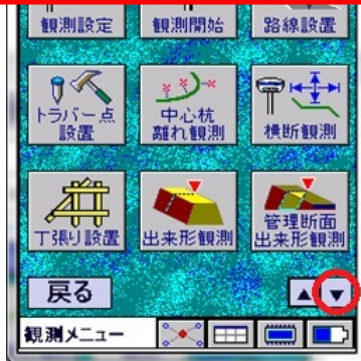 観測設定 観測開始 路線設置
トラバー点
設置
中心杭
離れ観測
横断観測
丁張り設置 出来形観測
管理断面
出来形観測
戻る ▲ ▼
観測メニュー